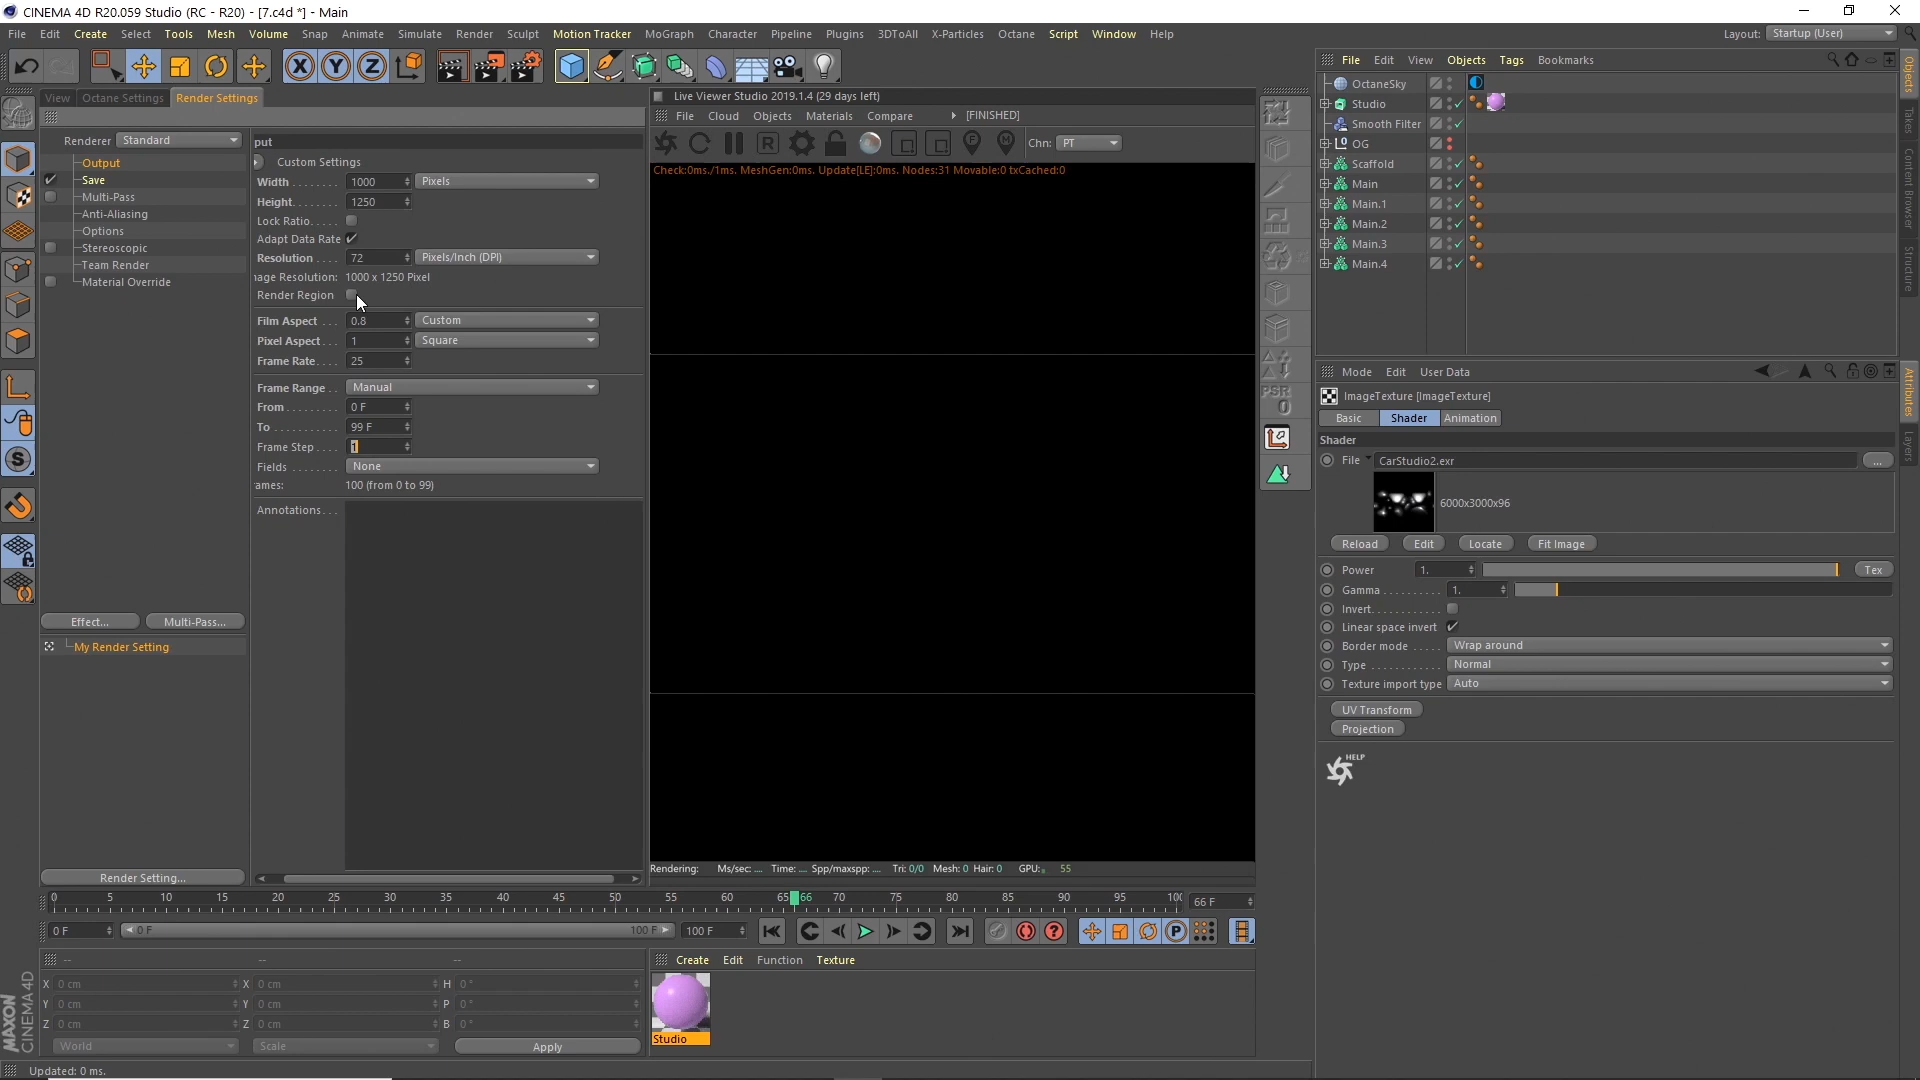 CINEMA 4D R20.059 Studio (RC - R20) - [7.c4d *] - Main
File Edit Create Select Tools Mesh Volume Snap Animate Simulate Render Sculpt Motion Tracker MoGraph Character Pipeline Plugins 3DToAll X-Particles Octane Script Window Help
Layout: Startup (User)
View Octane Settings Render Settings
Renderer Standard
Output
Save
Multi-Pass
Anti-Aliasing
Options
Stereoscopic
Team Render
Material Override
Effect... Multi-Pass...
My Render Setting
Render Setting...
put
Custom Settings
Width 1000 Pixels
Height 1250
Lock Ratio
Adapt Data Rate
Resolution 72 Pixels/Inch (DPI)
age Resolution: 1000 x 1250 Pixel
Render Region
Film Aspect 0.8 Custom
Pixel Aspect 1 Square
Frame Rate 25
Frame Range Manual
From 0 F
To 99 F
Frame Step 1
Fields None
ames: 100 (from 0 to 99)
Annotations
Live Viewer Studio 2019.1.4 (29 days left)
File Cloud Objects Materials Compare [FINISHED]
R F M Chn: PT
Check:0ms./1ms. MeshGen:0ms. Update[LE]:0ms. Nodes:31 Movable:0 txCached:0
Rendering: Ms/sec: .... Time: .... Spp/maxspp: .... Tri: 0/0 Mesh: 0 Hair: 0 GPU: 55
PSR
0
File Edit View Objects Tags Bookmarks
OctaneSky
Studio
Smooth Filter
OG
Scaffold
Main
Main.1
Main.2
Main.3
Main.4
Objects
Takes
Content Browser
Structure
Attributes
Layers
Mode Edit User Data
ImageTexture [ImageTexture]
Basic Shader Animation
Shader
File CarStudio2.exr ...
6000x3000x96
Reload Edit Locate Fit Image
Power 1. Tex
Gamma 1.
Invert
Linear space invert
Border mode Wrap around
Type Normal
Texture import type Auto
UV Transform
Projection
HELP
0 5 10 15 20 25 30 35 40 45 50 55 60 65 66 70 75 80 85 90 95 100 66 F
0 F 0 F 100 F 100 F
Create Edit Function Texture
X 0 cm X 0 cm H 0 °
Y 0 cm Y 0 cm P 0 °
Z 0 cm Z 0 cm B 0 °
World Scale Apply
Studio
MAXON
CINEMA 4D
Updated: 0 ms.